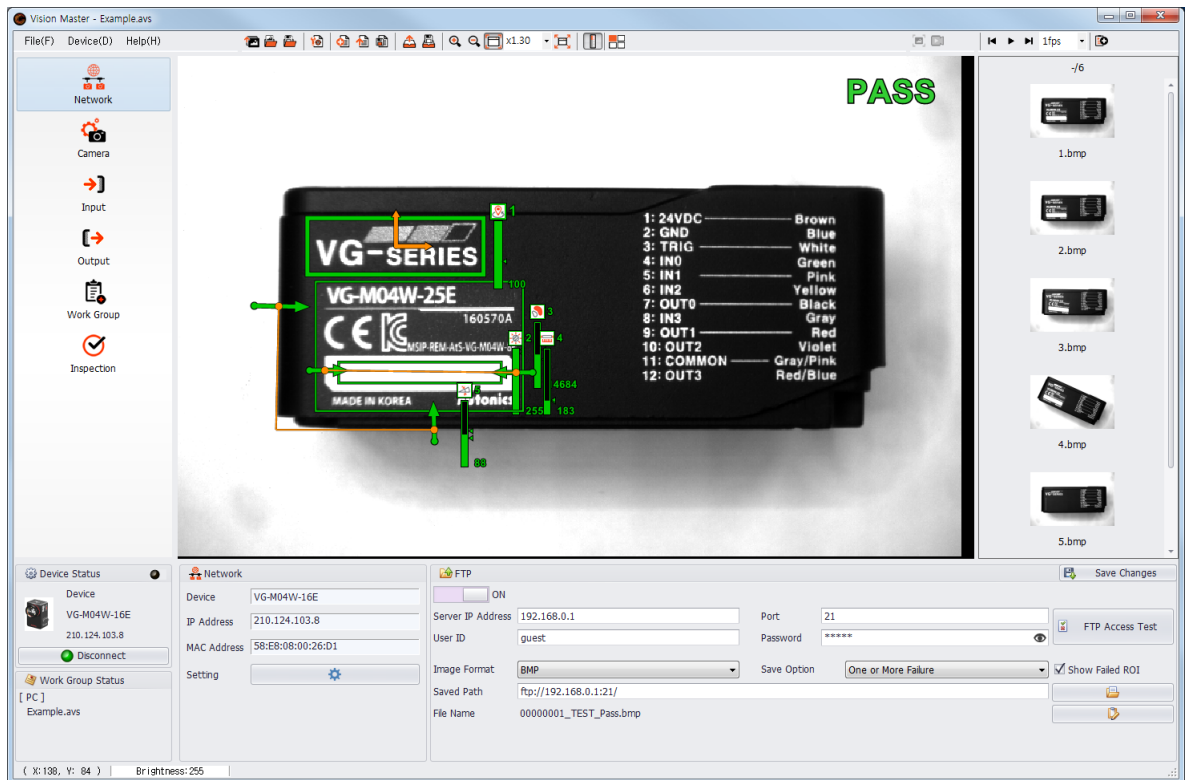 Vision Master - Example.avs
File(F) Device(D) Help(H)
x1.30
1fps
Network
Camera
Input
Output
Work Group
Inspection
PASS
1
VG-SERIES
100
VG-M04W-25E
160570A
3
CE
MSIP-REM-AtS-VG-M04W-
2
4
4684
MADE IN KOREA
255
183
88
1: 24VDC Brown
2: GND Blue
3: TRIG White
4: IN0 Green
5: IN1 Pink
6: IN2 Yellow
7: OUT0 Black
8: IN3 Gray
9: OUT1 Red
10: OUT2 Violet
11: COMMON Gray/Pink
12: OUT3 Red/Blue
-/6
1.bmp
2.bmp
3.bmp
4.bmp
5.bmp
Device Status
Device
VG-M04W-16E
210.124.103.8
Disconnect
Work Group Status
[ PC ]
Example.avs
Network
Device VG-M04W-16E
IP Address 210.124.103.8
MAC Address 58:E8:08:00:26:D1
Setting
FTP
Save Changes
ON
Server IP Address 192.168.0.1 Port 21
FTP Access Test
User ID guest Password *****
Image Format BMP Save Option One or More Failure Show Failed ROI
Saved Path ftp://192.168.0.1:21/
File Name 00000001_TEST_Pass.bmp
( X:138, Y: 84 ) Brightness:255